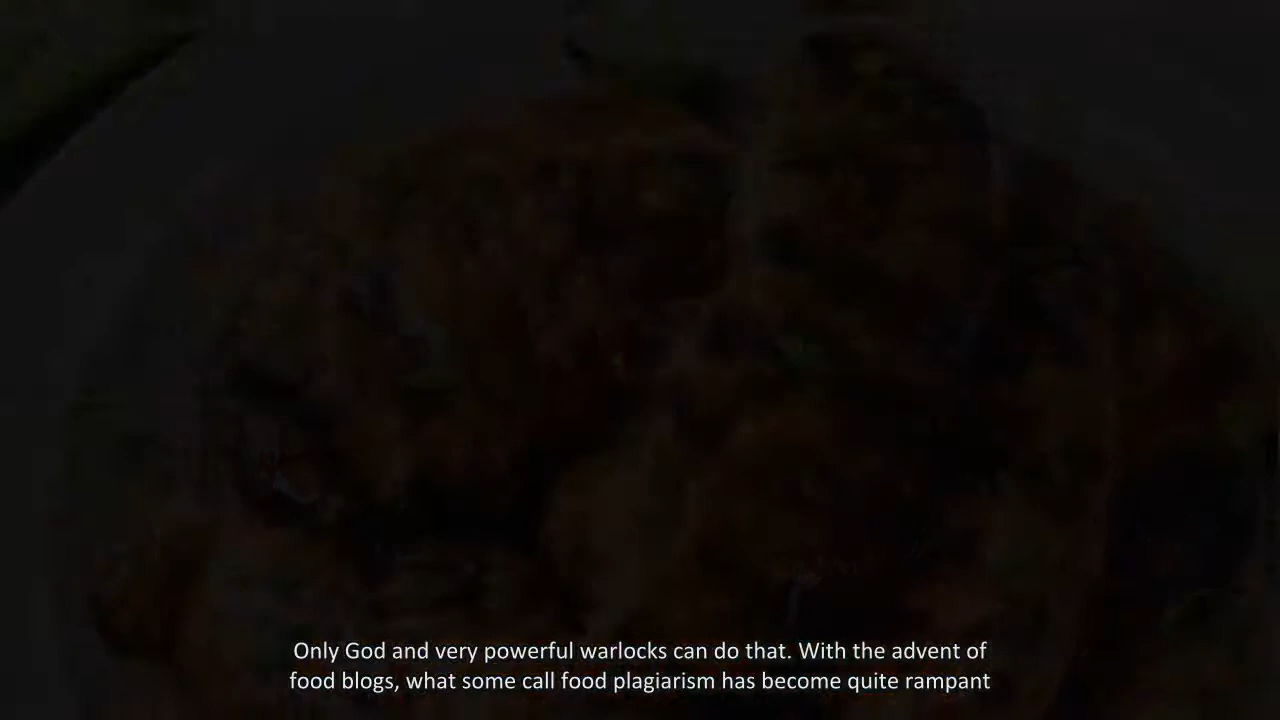 Only God and very powerful warlocks can do that. With the advent of
food blogs, what some call food plagiarism has become quite rampant